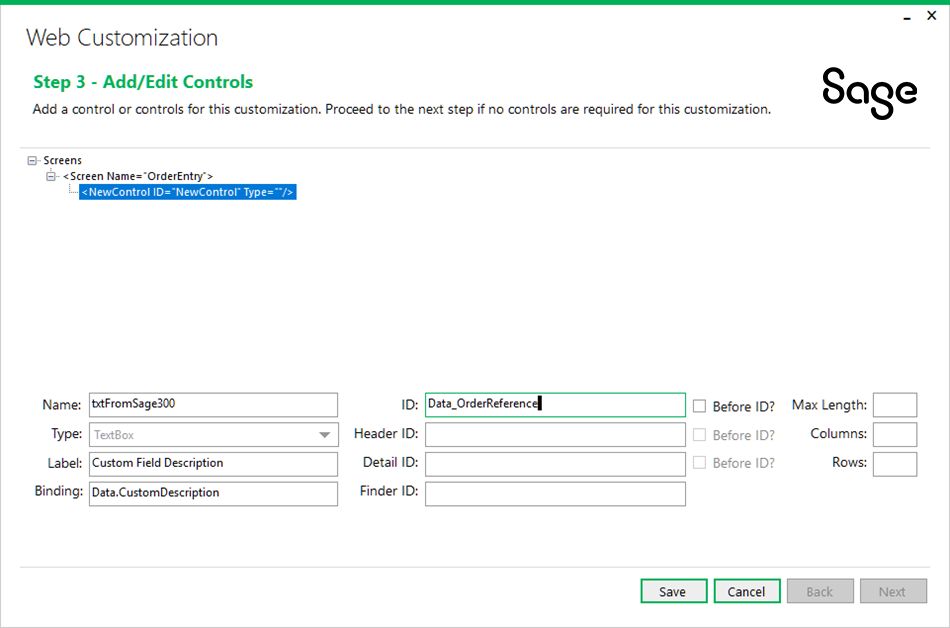 Web Customization
Step 3 - Add/Edit Controls
Add a control or controls for this customization. Proceed to the next step if no controls are required for this customization.
Sage
Screens
<Screen Name="OrderEntry">
<NewControl ID="NewControl" Type=""/>
Name: txtFromSage300 ID: Data_OrderReference Before ID? Max Length:
Type: TextBox Header ID: Before ID? Columns:
Label: Custom Field Description Detail ID: Before ID? Rows:
Binding: Data.CustomDescription Finder ID:
Save Cancel Back Next